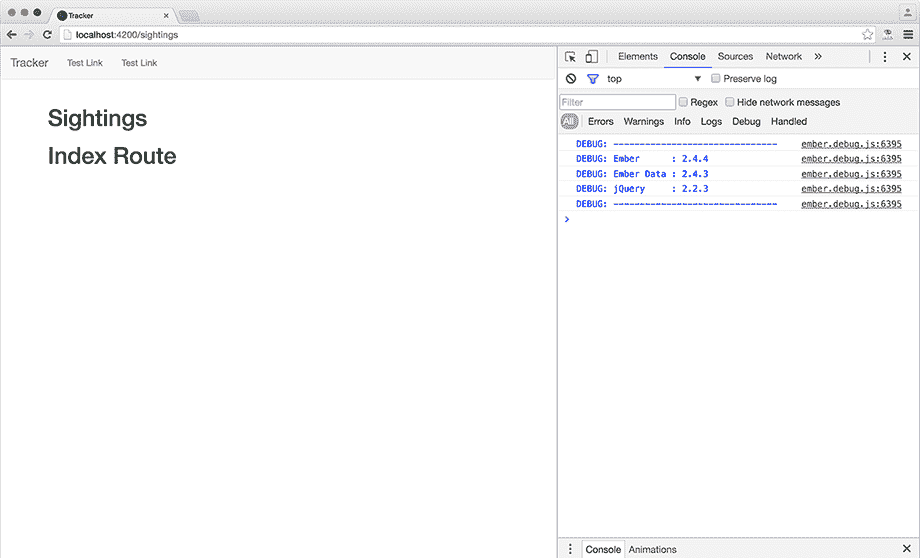 Tracker
localhost:4200/sightings
Tracker Test Link Test Link
Sightings
Index Route
Elements Console Sources Network »
top Preserve log
Filter Regex Hide network messages
All Errors Warnings Info Logs Debug Handled
DEBUG: ------------------------------- ember.debug.js:6395
DEBUG: Ember : 2.4.4 ember.debug.js:6395
DEBUG: Ember Data : 2.4.3 ember.debug.js:6395
DEBUG: jQuery : 2.2.3 ember.debug.js:6395
DEBUG: ------------------------------- ember.debug.js:6395
>
Console Animations